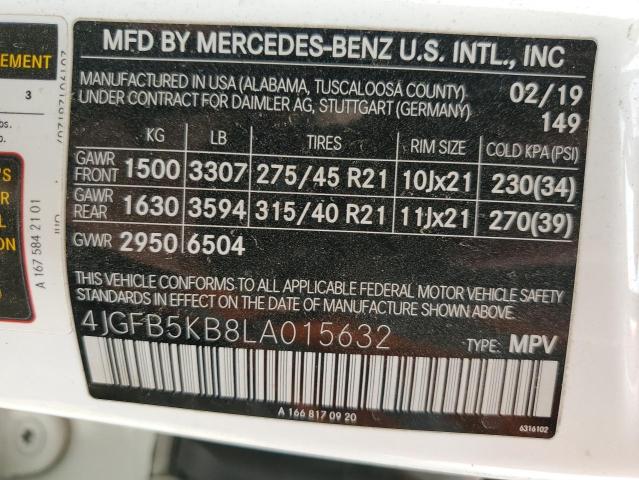 MFD BY MERCEDES-BENZ U.S. INTL., INC
MANUFACTURED IN USA (ALABAMA, TUSCALOOSA COUNTY) 02/19
UNDER CONTRACT FOR DAIMLER AG, STUTTGART (GERMANY) 149
KG LB TIRES RIM SIZE COLD KPA (PSI)
GAWR FRONT 1500 3307 275/45 R21 10Jx21 230(34)
GAWR REAR 1630 3594 315/40 R21 11Jx21 270(39)
GVWR 2950 6504
THIS VEHICLE CONFORMS TO ALL APPLICABLE FEDERAL MOTOR VEHICLE SAFETY
STANDARDS IN EFFECT ON THE DATE OF MANUFACTURE SHOWN ABOVE.
4JGFB5KB8LA015632 TYPE: MPV
A 166 817 09 20
6316102
3
lbs.
A 167 584 21 01